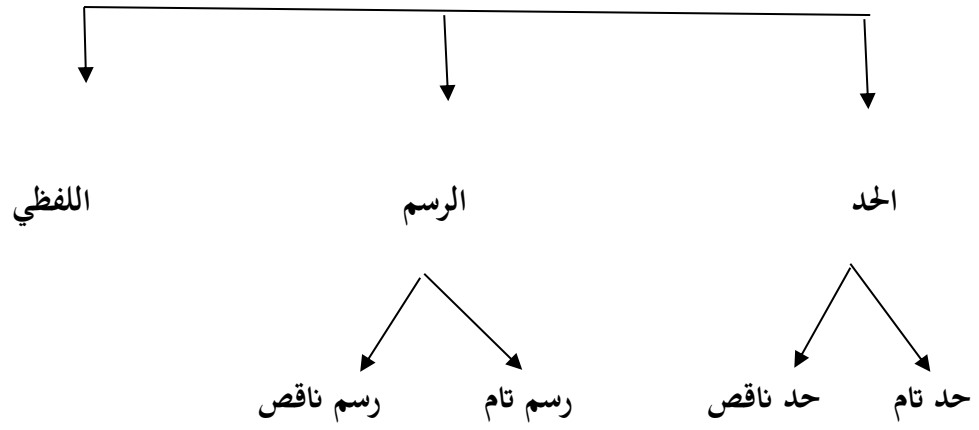 الحد الرسم اللفظي
حد تام حد ناقص رسم تام رسم ناقص